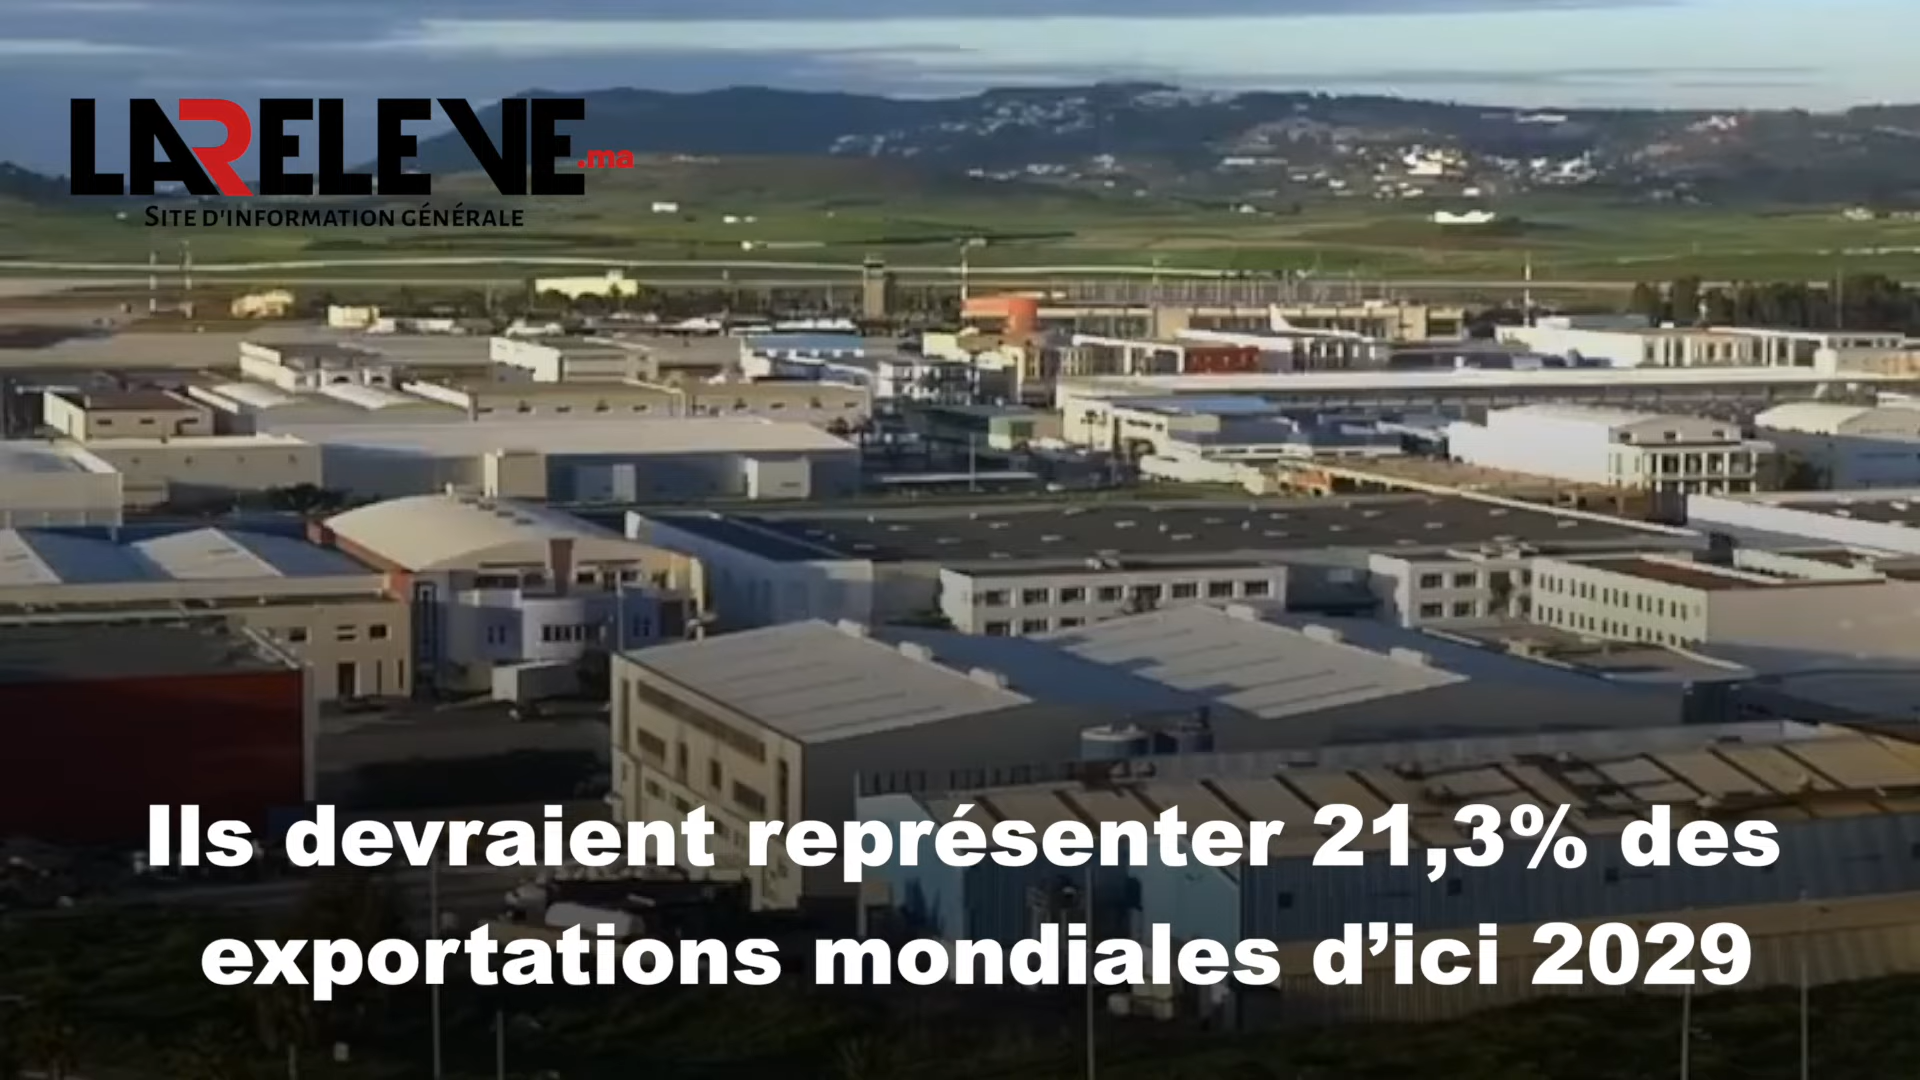 LARELEVE.ma
SITE D'INFORMATION GÉNÉRALE
Ils devraient représenter 21,3% des
exportations mondiales d’ici 2029